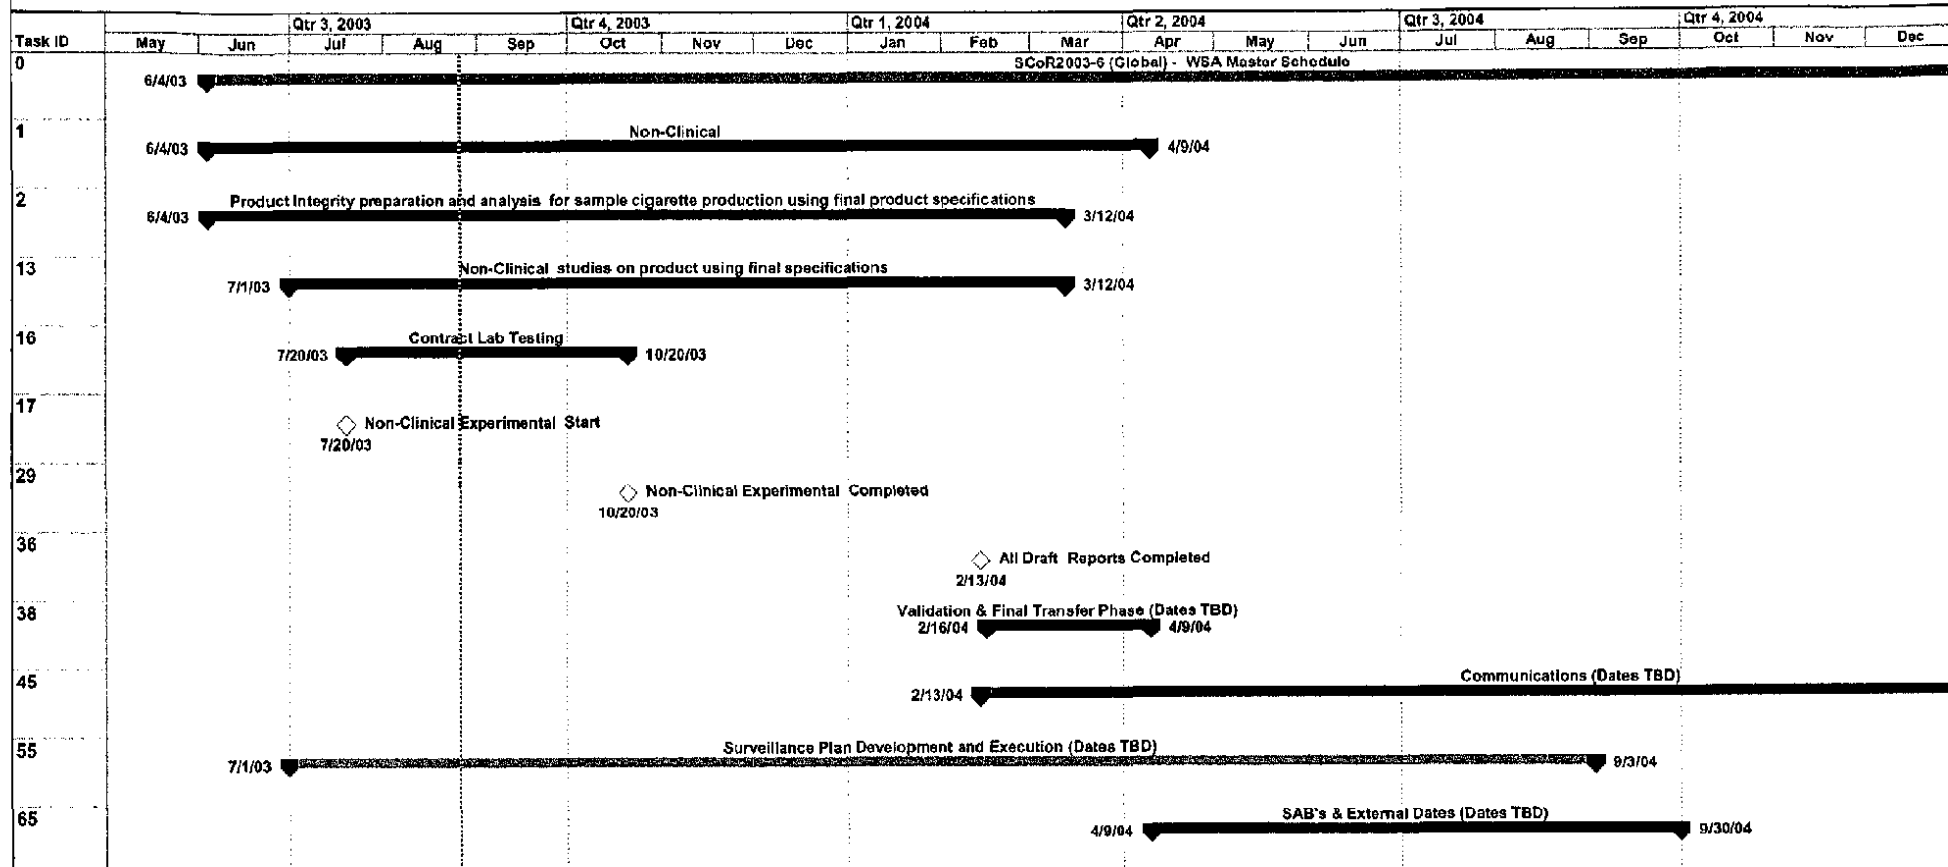 Qtr 3, 2003 Qtr 4, 2003 Qtr 1, 2004 Qtr 2, 2004 Qtr 3, 2004 Qtr 4, 2004
Task ID May Jun Jul Aug Sep Oct Nov Dec Jan Feb Mar Apr May Jun Jul Aug Sep Oct Nov Dec
0 SCoR2003-6 (Global) - WSA Master Schedule
6/4/03
1 Non-Clinical
6/4/03 4/9/04
2 Product Integrity preparation and analysis for sample cigarette production using final product specifications
6/4/03 3/12/04
13 Non-Clinical studies on product using final specifications
7/1/03 3/12/04
16 Contract Lab Testing
7/20/03 10/20/03
17 Non-Clinical Experimental Start
7/20/03
29 Non-Clinical Experimental Completed
10/20/03
36 All Draft Reports Completed
2/13/04
38 Validation & Final Transfer Phase (Dates TBD)
2/16/04 4/9/04
45 Communications (Dates TBD)
2/13/04
55 Surveillance Plan Development and Execution (Dates TBD)
7/1/03 9/3/04
65 SAB's & External Dates (Dates TBD)
4/9/04 9/30/04